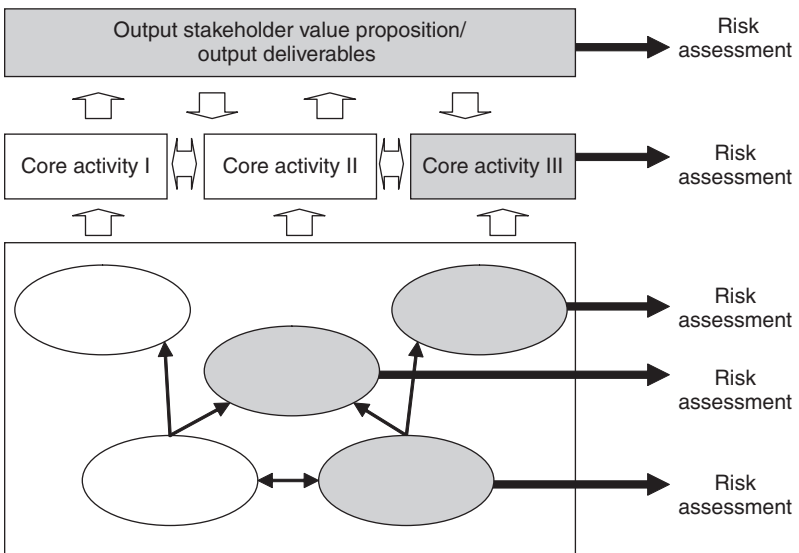 Output stakeholder value proposition/
output deliverables
Risk
assessment
Core activity I
Core activity II
Core activity III
Risk
assessment
Risk
assessment
Risk
assessment
Risk
assessment